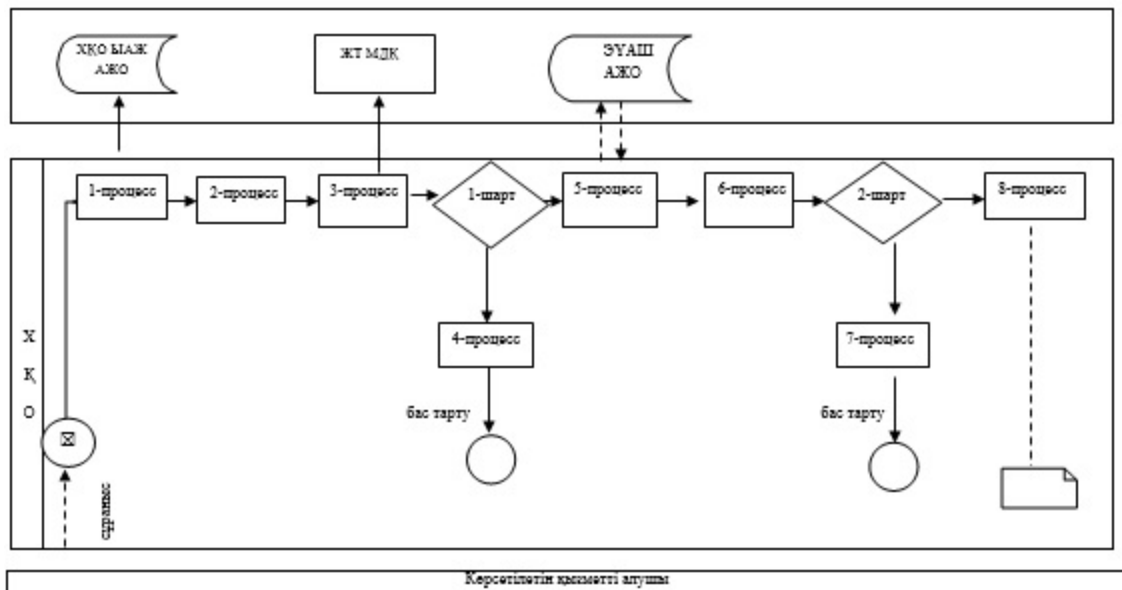 ХҚО ЫАЖ
АЖО
ЖТ МДҚ
ЭҮАШ
АЖО
1-процесс
2-процесс
3-процесс
1-шарт
5-процесс
6-процесс
2-шарт
8-процесс
Х
Қ
О
4-процесс
7-процесс
бас тарту
бас тарту
сұраныс
Көрсетілетін қызметті алушы